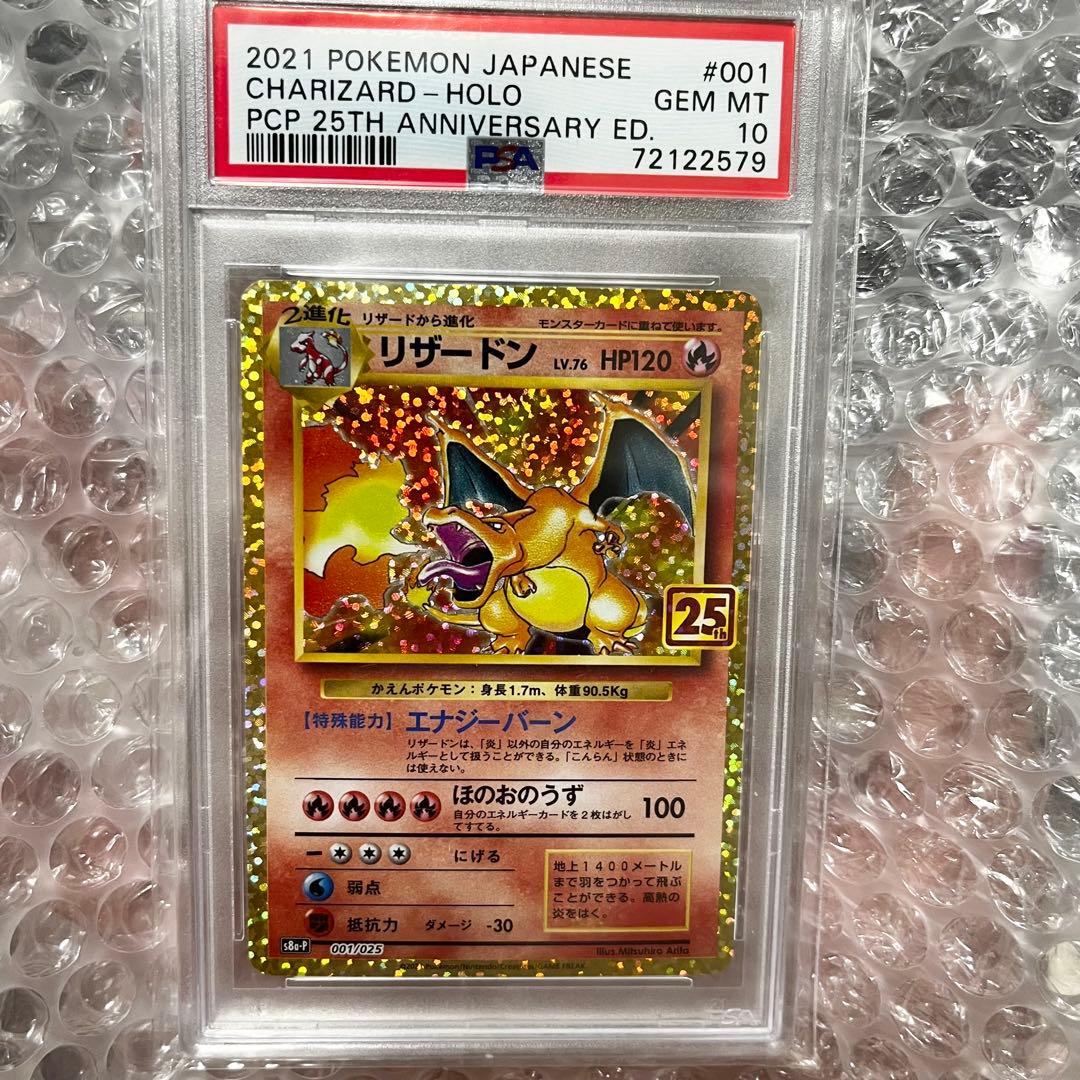 2021 POKEMON JAPANESE #001
CHARIZARD-HOLO GEM MT
PCP 25TH ANNIVERSARY ED. 10
PSA 72122579
2進化 リザードから進化 モンスターカードに重ねて使います。
リザードン LV.76 HP120
25th
かえんポケモン:身長1.7m、体重90.5Kg
【特殊能力】エナジーバーン
リザードンは、「炎」以外の自分のエネルギーを「炎」エネ
ルギーとして扱うことができる。「こんらん」状態のときに
は使えない。
ほのおのうず 100
自分のエネルギーカードを2枚はがし
てすてる。
にげる
弱点
抵抗力 ダメージ -30
地上1400メートル
まで羽をつかって飛ぶ
ことができる。高熱の
炎をはく。
s8a-P 001/025
Illus.Mitsuhiro Arita
Pokémon/Nintendo/Creatures/GAME FREAK